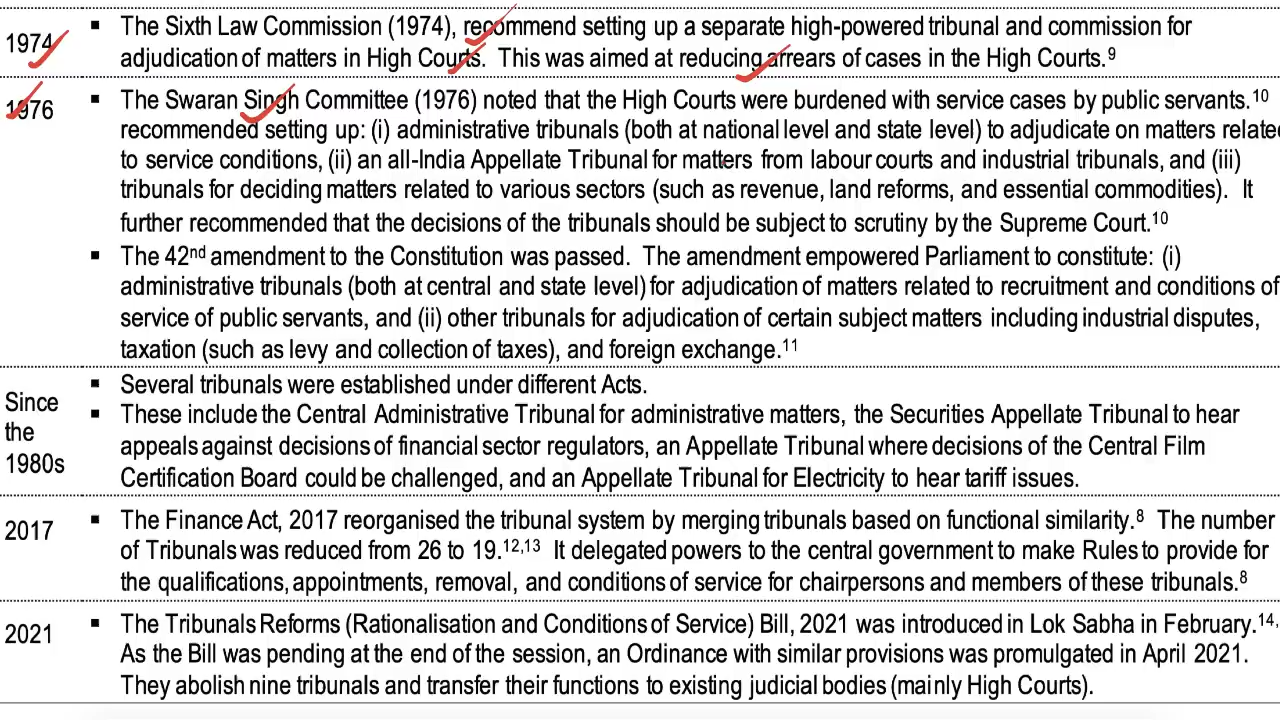 1974
▪ The Sixth Law Commission (1974), recommend setting up a separate high-powered tribunal and commission for
adjudication of matters in High Courts. This was aimed at reducing arrears of cases in the High Courts.⁹
1976
▪ The Swaran Singh Committee (1976) noted that the High Courts were burdened with service cases by public servants.¹⁰
recommended setting up: (i) administrative tribunals (both at national level and state level) to adjudicate on matters relate
to service conditions, (ii) an all-India Appellate Tribunal for matters from labour courts and industrial tribunals, and (iii)
tribunals for deciding matters related to various sectors (such as revenue, land reforms, and essential commodities). It
further recommended that the decisions of the tribunals should be subject to scrutiny by the Supreme Court.¹⁰
▪ The 42ⁿᵈ amendment to the Constitution was passed. The amendment empowered Parliament to constitute: (i)
administrative tribunals (both at central and state level) for adjudication of matters related to recruitment and conditions of
service of public servants, and (ii) other tribunals for adjudication of certain subject matters including industrial disputes,
taxation (such as levy and collection of taxes), and foreign exchange.¹¹
Since
the
1980s
▪ Several tribunals were established under different Acts.
▪ These include the Central Administrative Tribunal for administrative matters, the Securities Appellate Tribunal to hear
appeals against decisions of financial sector regulators, an Appellate Tribunal where decisions of the Central Film
Certification Board could be challenged, and an Appellate Tribunal for Electricity to hear tariff issues.
2017
▪ The Finance Act, 2017 reorganised the tribunal system by merging tribunals based on functional similarity.⁸ The number
of Tribunals was reduced from 26 to 19.¹²,¹³ It delegated powers to the central government to make Rules to provide for
the qualifications, appointments, removal, and conditions of service for chairpersons and members of these tribunals.⁸
2021
▪ The Tribunals Reforms (Rationalisation and Conditions of Service) Bill, 2021 was introduced in Lok Sabha in February.¹⁴,
As the Bill was pending at the end of the session, an Ordinance with similar provisions was promulgated in April 2021.
They abolish nine tribunals and transfer their functions to existing judicial bodies (mainly High Courts).